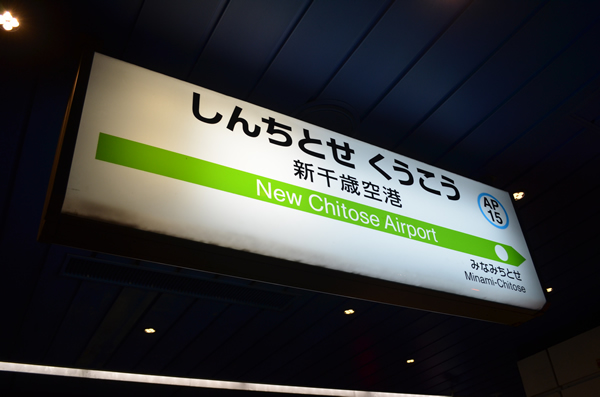 しんちとせ くうこう
新千歳空港
New Chitose Airport
AP
15
みなみちとせ
Minami-Chitose